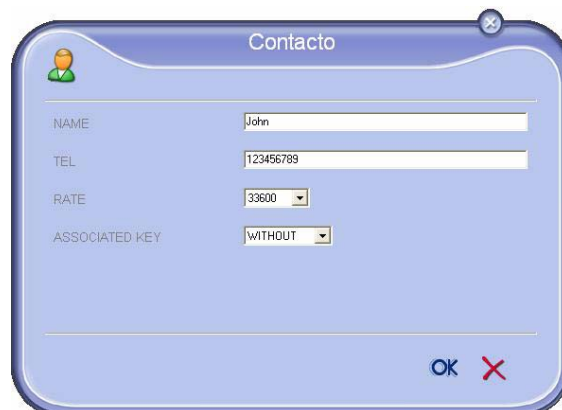 Contacto
NAME John
TEL 123456789
RATE 33600
ASSOCIATED KEY WITHOUT
OK